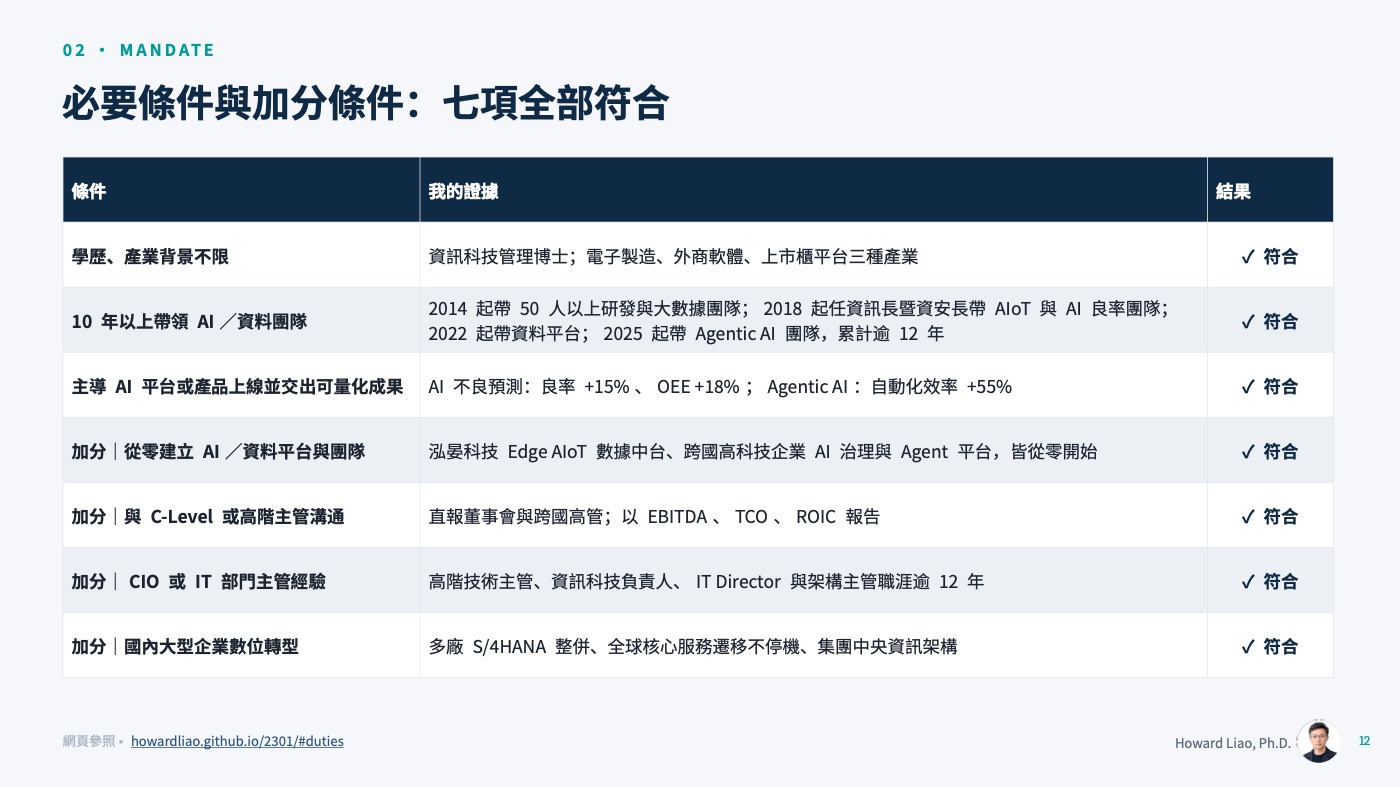 02 • MANDATE
必要條件與加分條件：七項全部符合
條件 我的證據 結果
學歷、產業背景不限 資訊科技管理博士；電子製造、外商軟體、上市櫃平台三種產業 ✓ 符合
10 年以上帶領 AI ／資料團隊 2014 起帶 50 人以上研發與大數據團隊； 2018 起任資訊長暨資安長帶 AIoT 與 AI 良率團隊；
2022 起帶資料平台； 2025 起帶 Agentic AI 團隊，累計逾 12 年 ✓ 符合
主導 AI 平台或產品上線並交出可量化成果 AI 不良預測：良率 +15% 、 OEE +18% ； Agentic AI ：自動化效率 +55% ✓ 符合
加分｜從零建立 AI ／資料平台與團隊 泓晏科技 Edge AIoT 數據中台、跨國高科技企業 AI 治理與 Agent 平台，皆從零開始 ✓ 符合
加分｜與 C-Level 或高階主管溝通 直報董事會與跨國高管；以 EBITDA 、 TCO 、 ROIC 報告 ✓ 符合
加分｜ CIO 或 IT 部門主管經驗 高階技術主管、資訊科技負責人、 IT Director 與架構主管職涯逾 12 年 ✓ 符合
加分｜國內大型企業數位轉型 多廠 S/4HANA 整併、全球核心服務遷移不停機、集團中央資訊架構 ✓ 符合
網頁參照 ▸ howardliao.github.io/2301/#duties
Howard Liao, Ph.D. 12